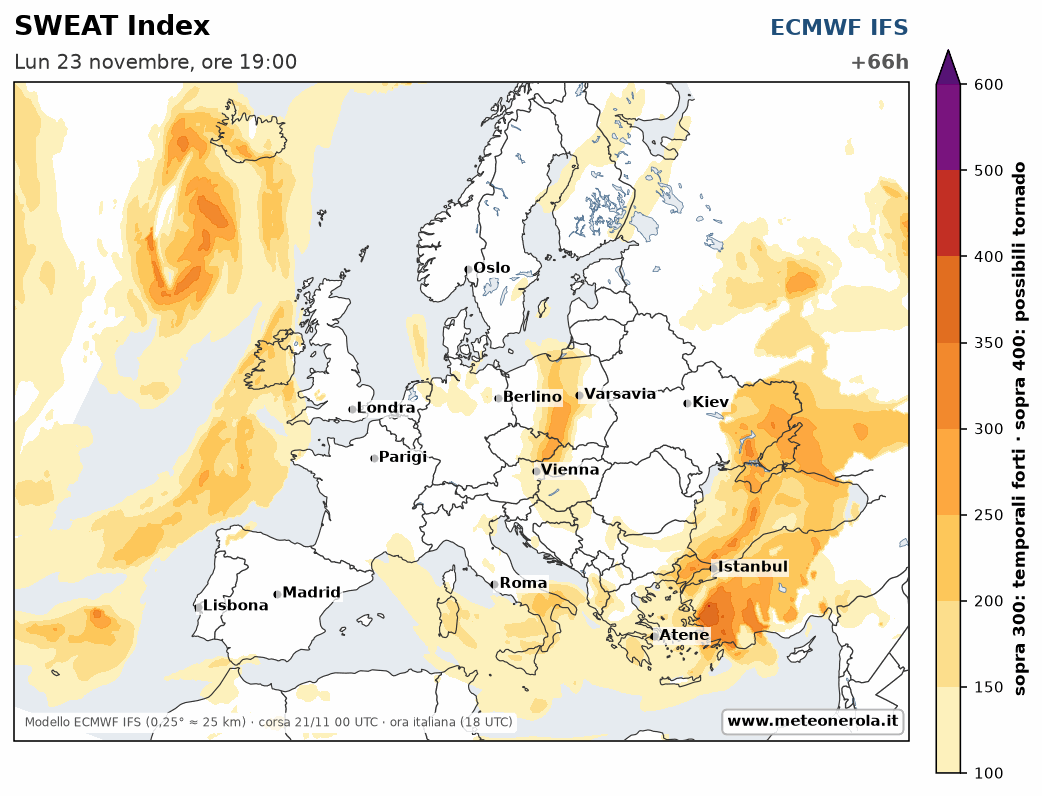 SWEAT Index
ECMWF IFS
Lun 23 novembre, ore 19:00
+66h
Oslo
Londra
Berlino
Varsavia
Kiev
Parigi
Vienna
Istanbul
Roma
Madrid
Lisbona
Atene
Modello ECMWF IFS (0,25° ≈ 25 km) · corsa 21/11 00 UTC · ora italiana (18 UTC)
www.meteonerola.it
600
500
400
350
300
250
200
150
100
sopra 300: temporali forti · sopra 400: possibili tornado